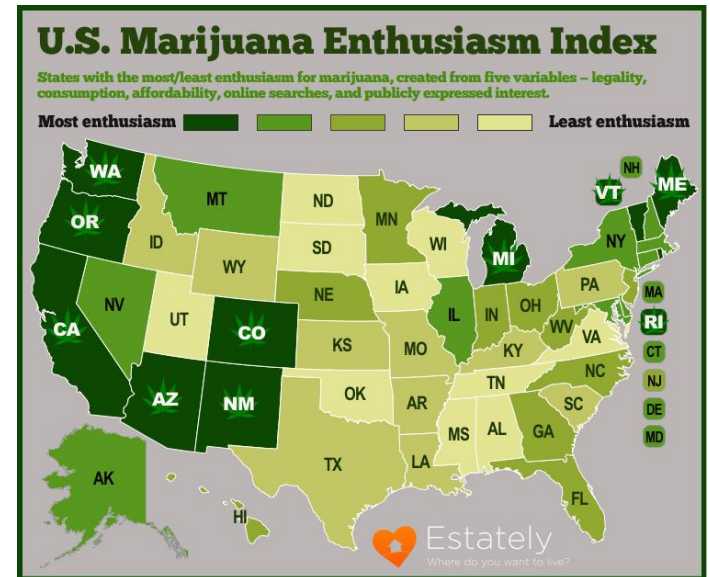 U.S. Marijuana Enthusiasm Index
States with the most/least enthusiasm for marijuana, created from five variables – legality,
consumption, affordability, online searches, and publicly expressed interest.
Most enthusiasm Least enthusiasm
WA
MT
ND
MN
NH
VT
ME
OR
ID
SD
WI
MI
NY
WY
IA
PA
MA
NV
NE
IL
IN
OH
RI
CA
UT
CO
KS
MO
KY
WV
VA
CT
NC
NJ
AZ
NM
OK
AR
TN
SC
DE
MS
AL
GA
MD
AK
TX
LA
FL
HI
Estately
Where do you want to live?